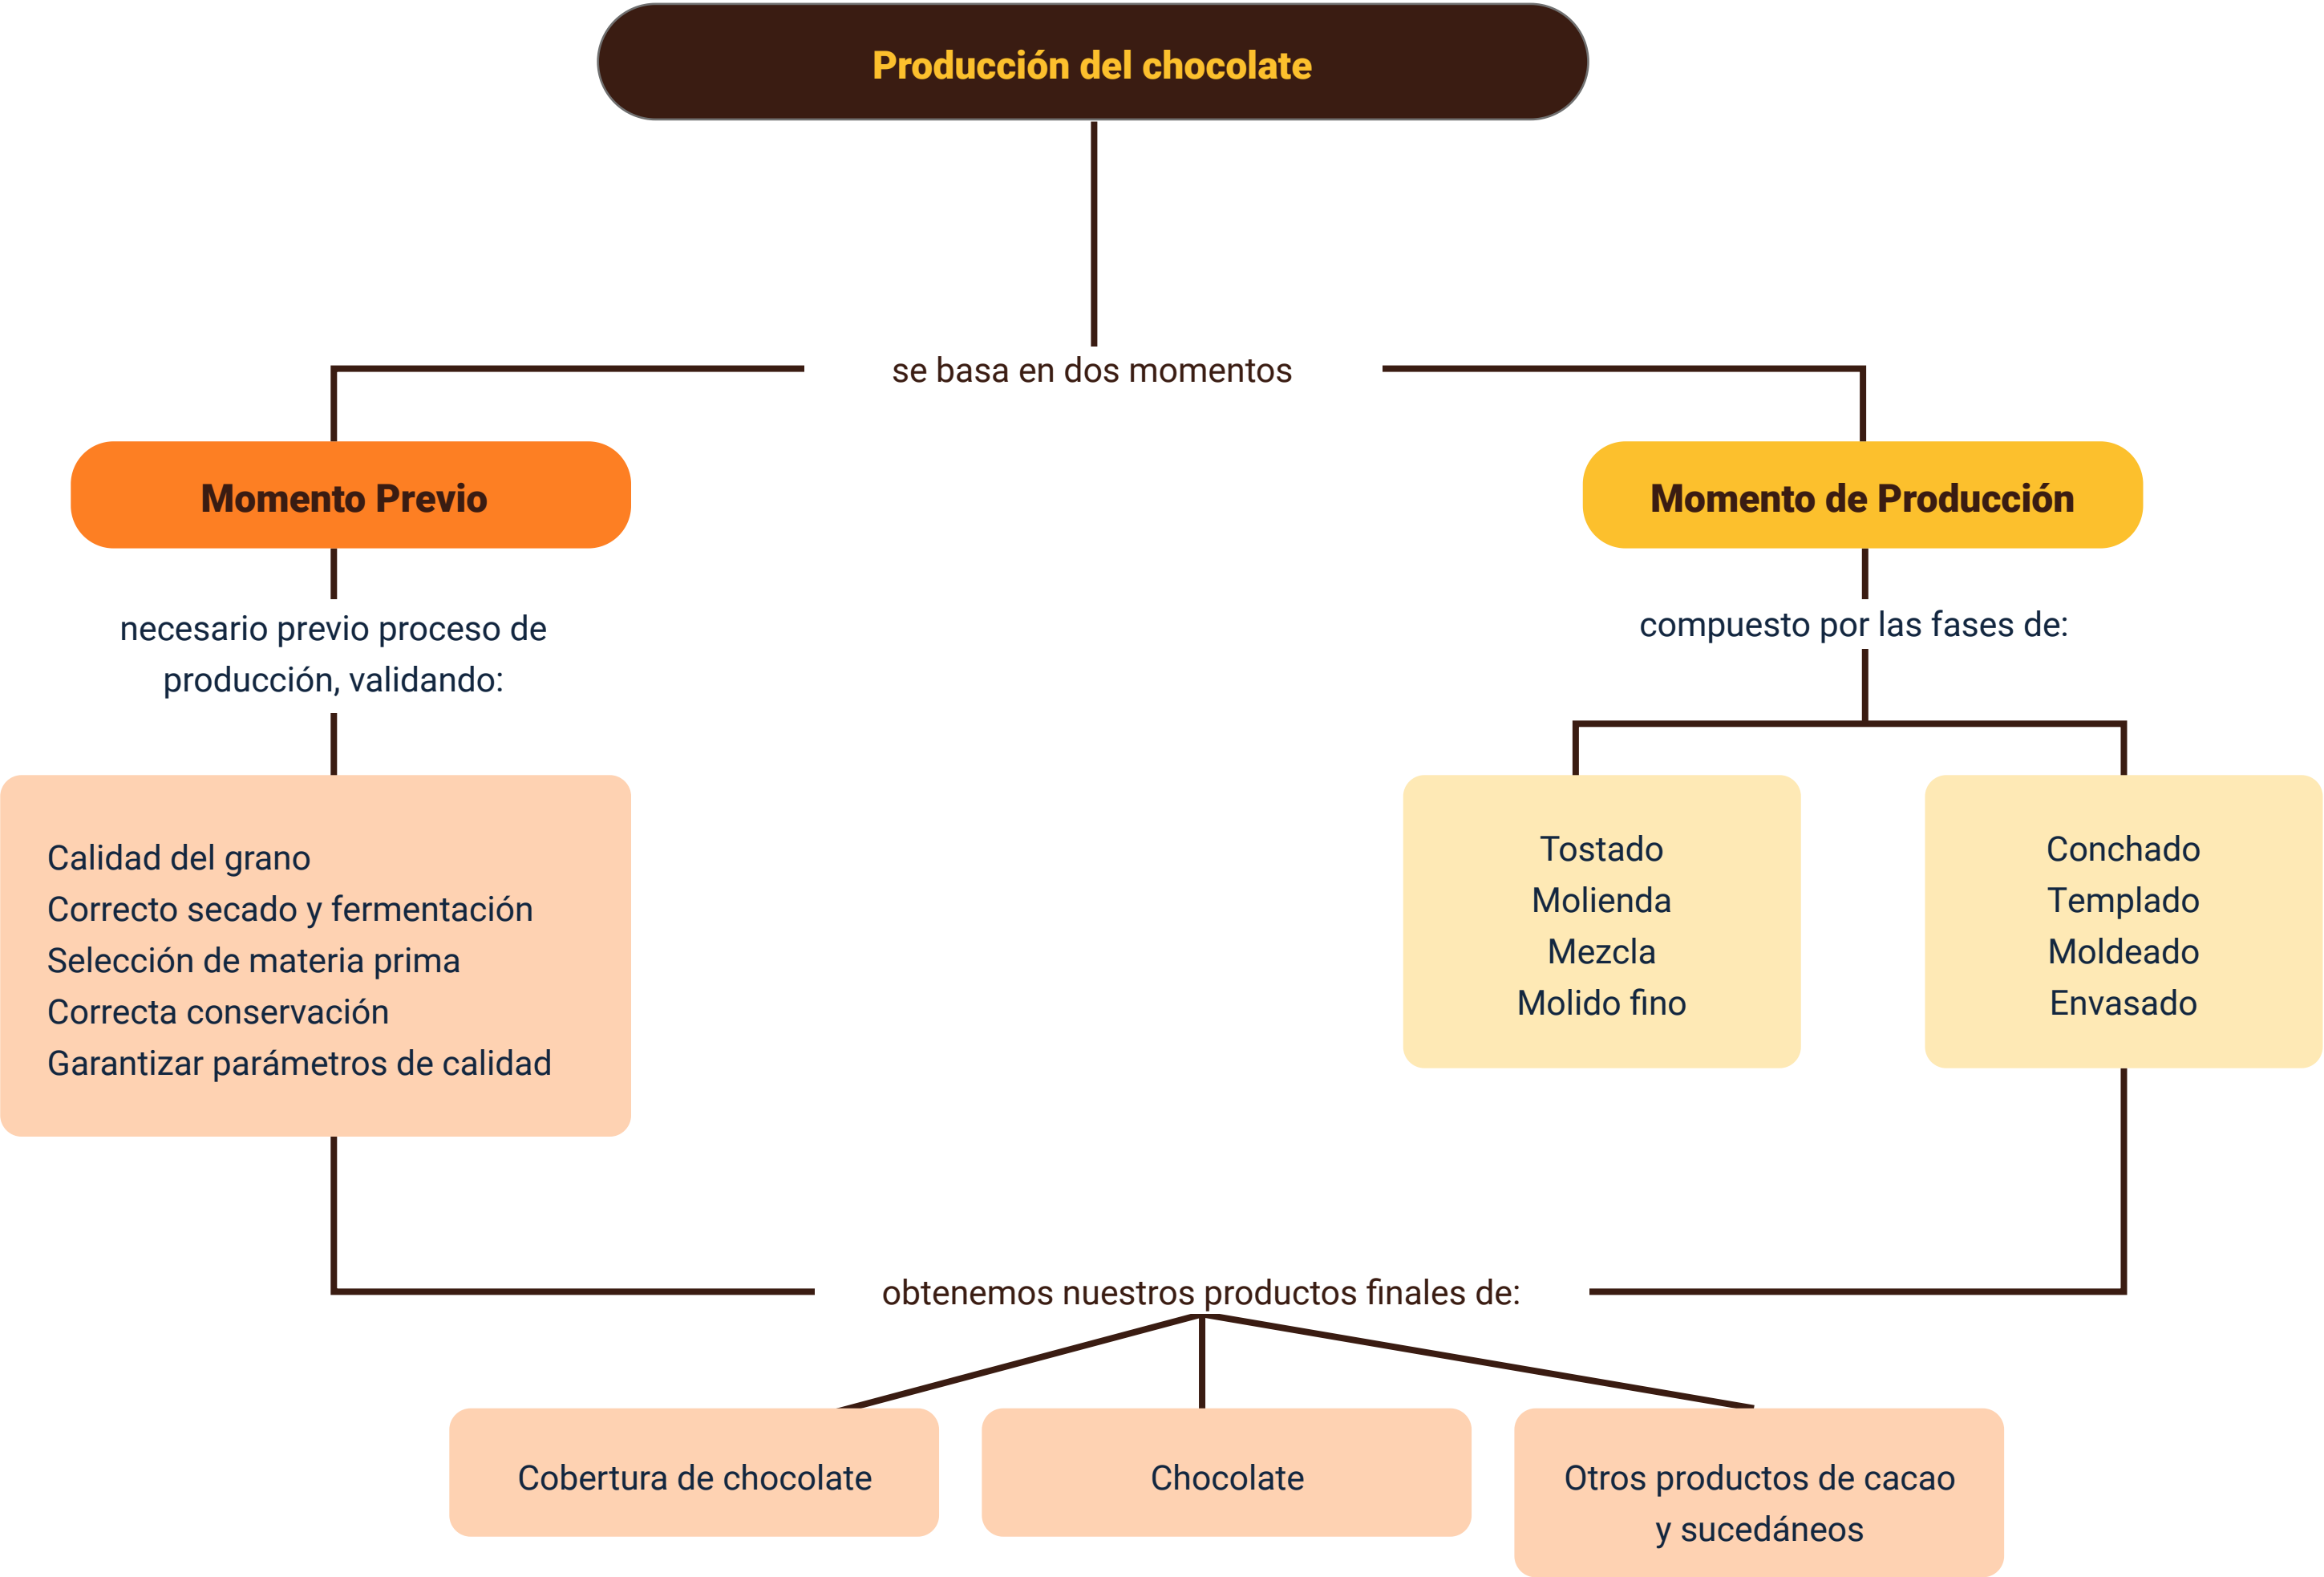 Producción del chocolate
se basa en dos momentos
Momento Previo
Momento de Producción
necesario previo proceso de
producción, validando:
compuesto por las fases de:
Calidad del grano
Correcto secado y fermentación
Selección de materia prima
Correcta conservación
Garantizar parámetros de calidad
Tostado
Molienda
Mezcla
Molido fino
Conchado
Templado
Moldeado
Envasado
obtenemos nuestros productos finales de:
Cobertura de chocolate
Chocolate
Otros productos de cacao
y sucedáneos